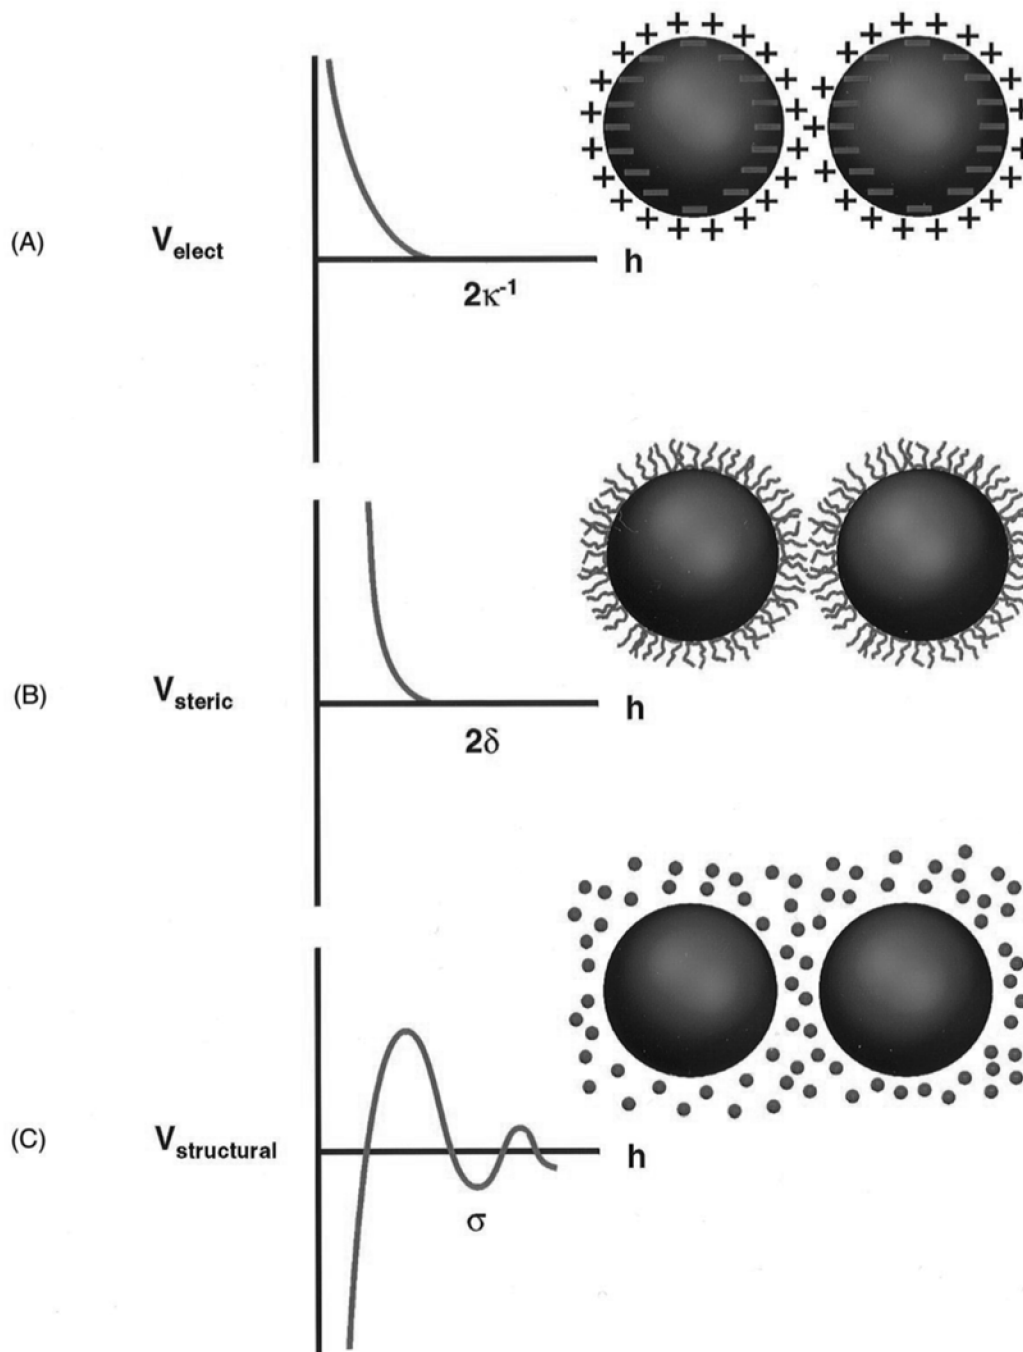 (A)
V_elect
h
2κ⁻¹
(B)
V_steric
h
2δ
(C)
V_structural
h
σ